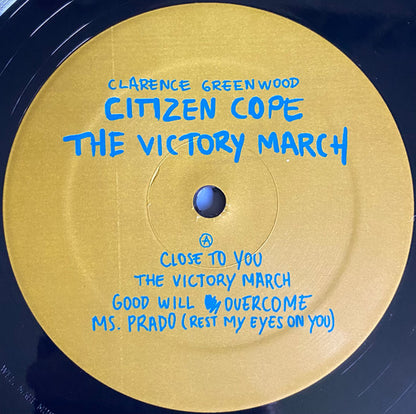 CLARENCE GREENWOOD
CITIZEN COPE
THE VICTORY MARCH
A
CLOSE TO YOU
THE VICTORY MARCH
GOOD WILL OVERCOME
MS. PRADO (REST MY EYES ON YOU)